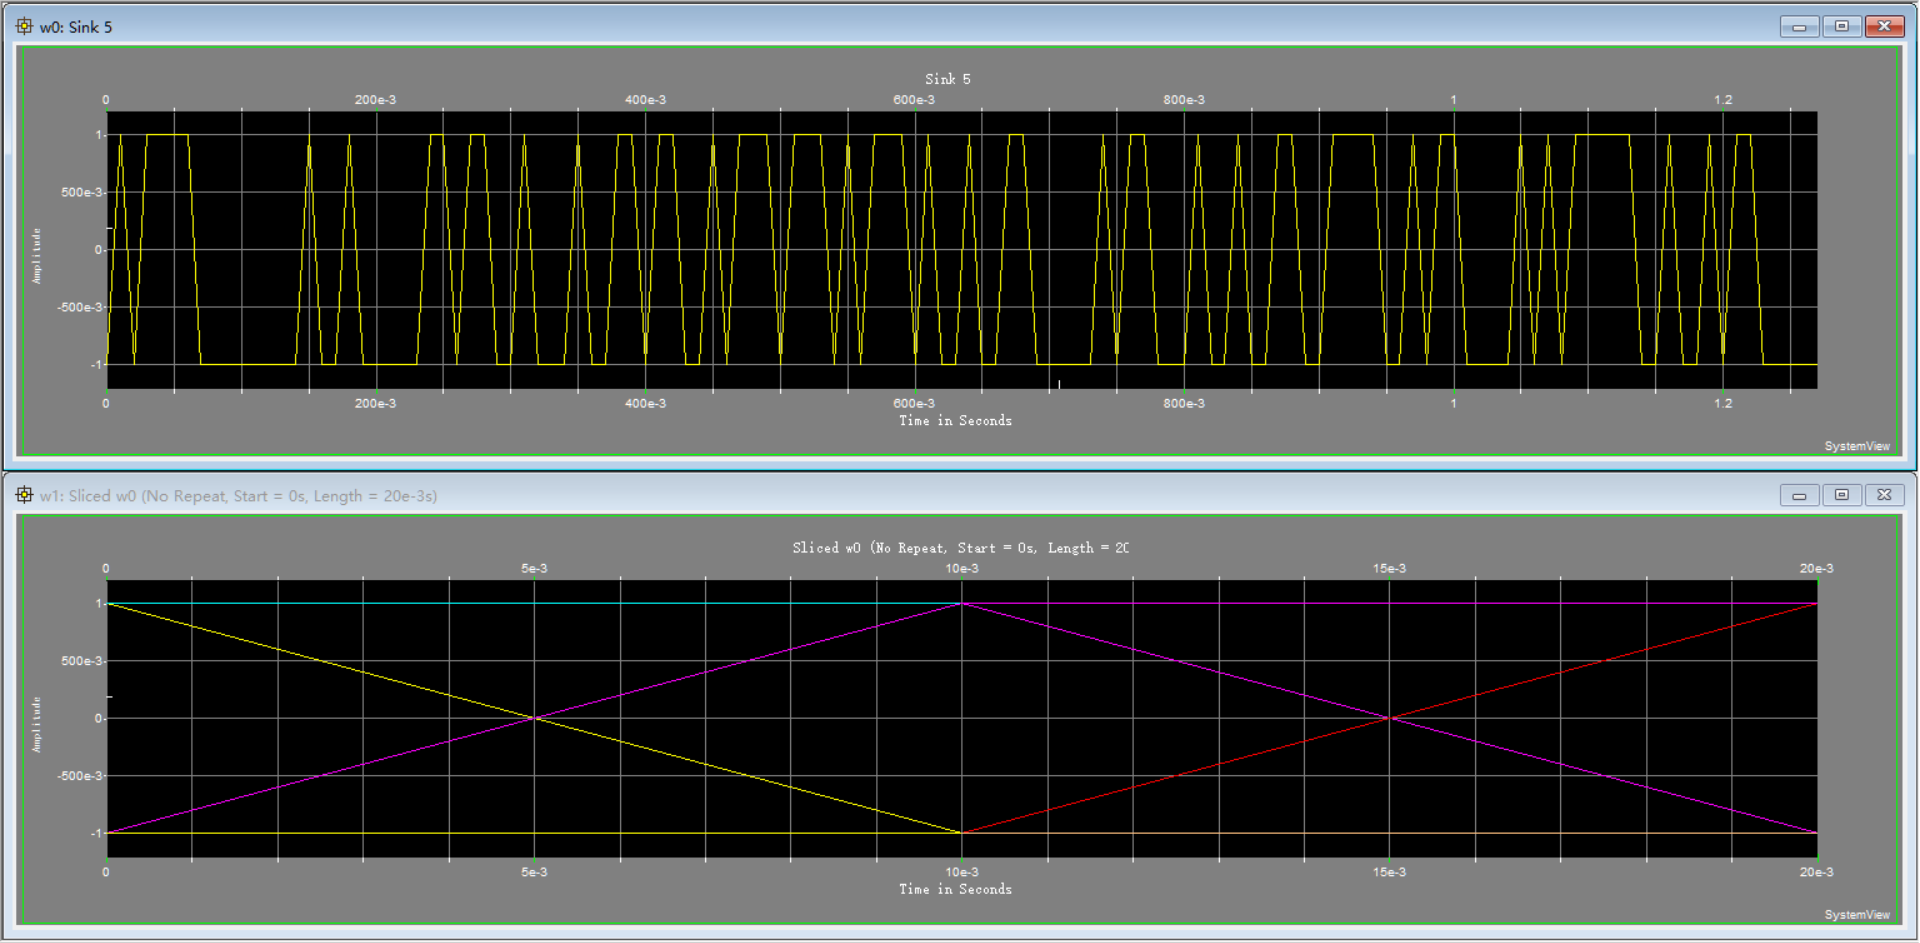 w0: Sink 5
Sink 5
0 200e-3 400e-3 600e-3 800e-3 1 1.2
1
500e-3
0
-500e-3
-1
Amplitude
0 200e-3 400e-3 600e-3 800e-3 1 1.2
Time in Seconds
SystemView
w1: Sliced w0 (No Repeat, Start = 0s, Length = 20e-3s)
Sliced w0 (No Repeat, Start = 0s, Length = 20
0 5e-3 10e-3 15e-3 20e-3
1
500e-3
0
-500e-3
-1
Amplitude
0 5e-3 10e-3 15e-3 20e-3
Time in Seconds
SystemView